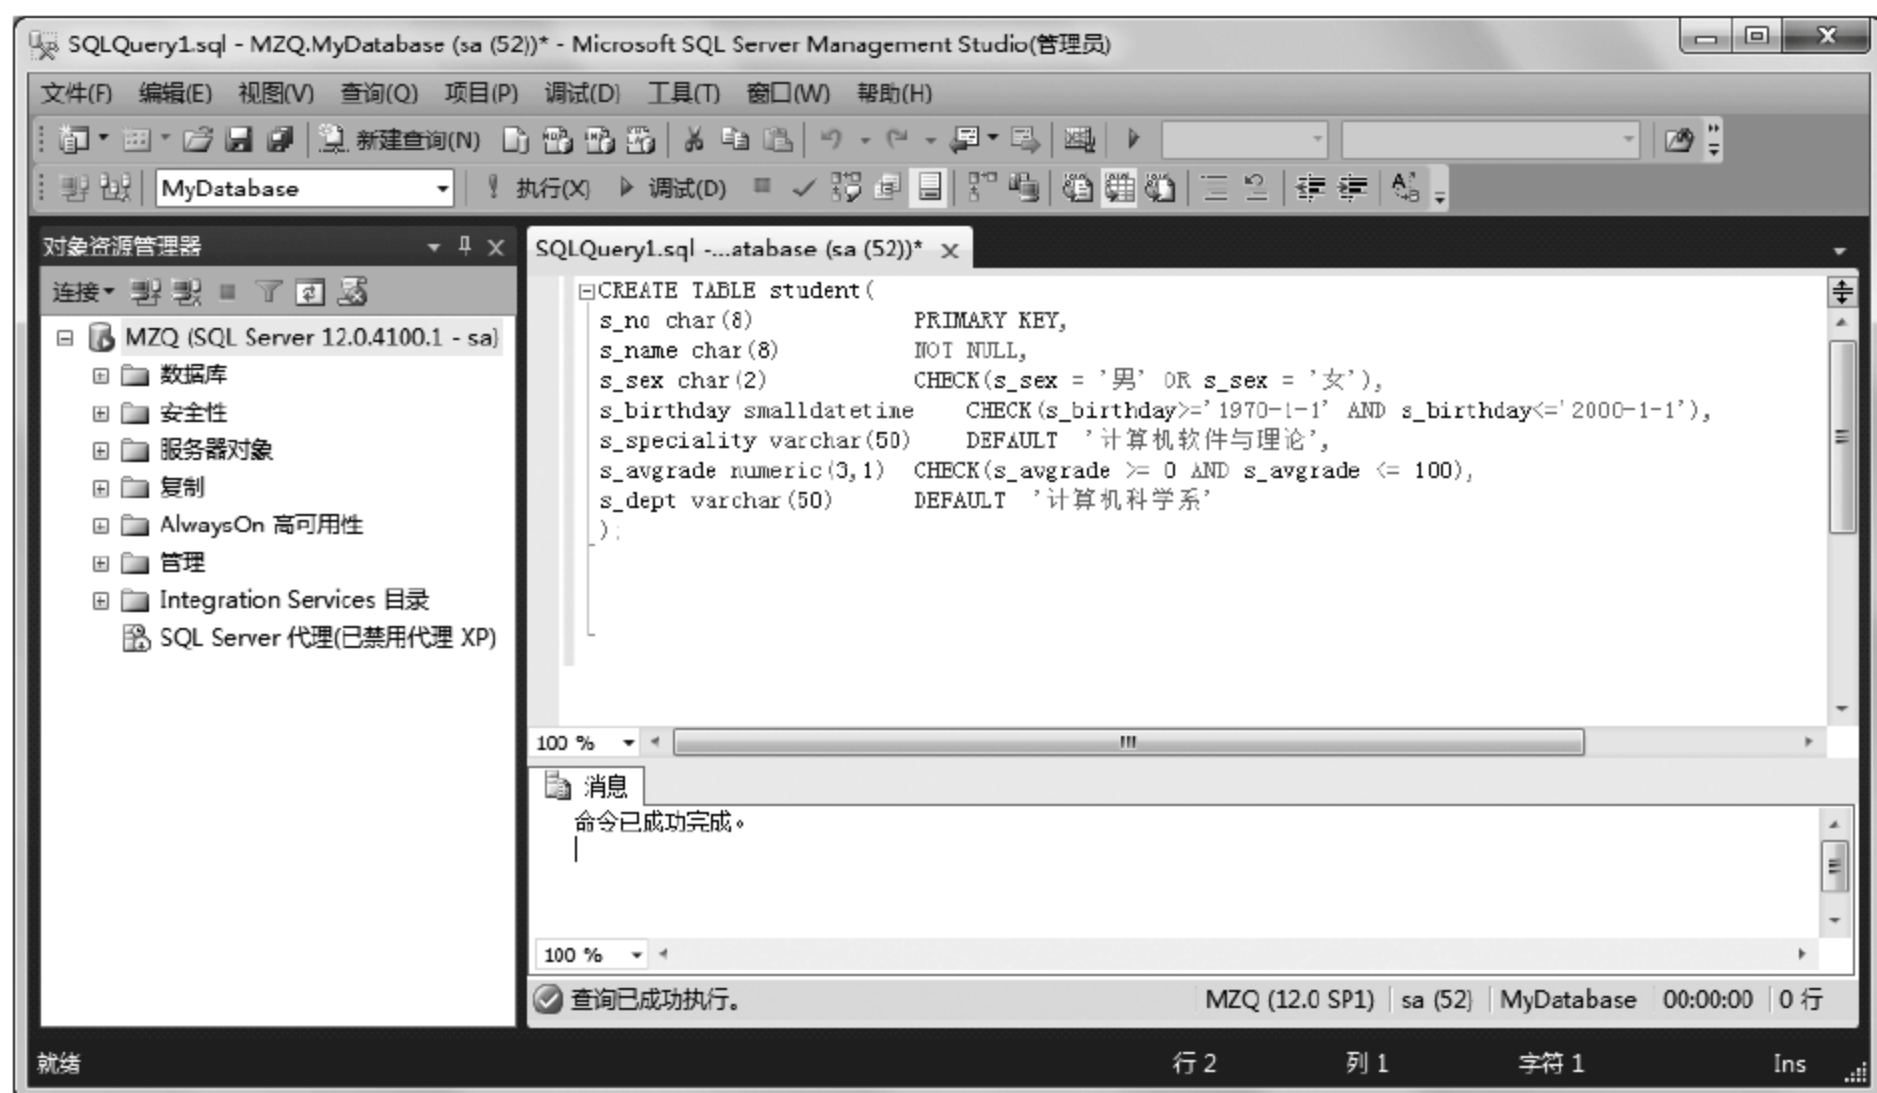 SQLQuery1.sql - MZQ.MyDatabase (sa (52))* - Microsoft SQL Server Management Studio(管理员)
文件(F) 编辑(E) 视图(V) 查询(Q) 项目(P) 调试(D) 工具(T) 窗口(W) 帮助(H)
新建查询(N)
MyDatabase 执行(X) 调试(D)
对象资源管理器
连接
MZQ (SQL Server 12.0.4100.1 - sa)
数据库
安全性
服务器对象
复制
AlwaysOn 高可用性
管理
Integration Services 目录
SQL Server 代理(已禁用代理 XP)
SQLQuery1.sql -...atabase (sa (52))*
CREATE TABLE student(
s_no char(8) PRIMARY KEY,
s_name char(8) NOT NULL,
s_sex char(2) CHECK(s_sex = '男' OR s_sex = '女'),
s_birthday smalldatetime CHECK(s_birthday>='1970-1-1' AND s_birthday<='2000-1-1'),
s_speciality varchar(50) DEFAULT '计算机软件与理论',
s_avgrade numeric(3,1) CHECK(s_avgrade >= 0 AND s_avgrade <= 100),
s_dept varchar(50) DEFAULT '计算机科学系'
);
100 %
消息
命令已成功完成。
100 %
查询已成功执行。 MZQ (12.0 SP1) sa (52) MyDatabase 00:00:00 0 行
就绪 行 2 列 1 字符 1 Ins